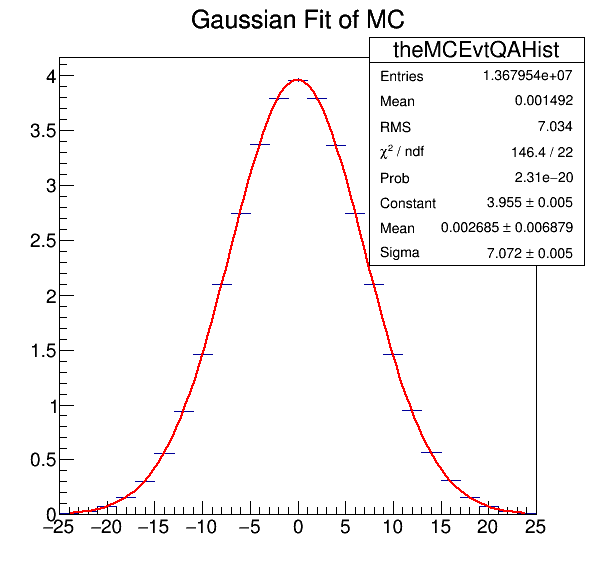 Gaussian Fit of MC
theMCEvtQAHist
Entries 1.367954e+07
Mean 0.001492
RMS 7.034
χ² / ndf 146.4 / 22
Prob 2.31e−20
Constant 3.955 ± 0.005
Mean 0.002685 ± 0.006879
Sigma 7.072 ± 0.005
4
3.5
3
2.5
2
1.5
1
0.5
0
−25 −20 −15 −10 −5 0 5 10 15 20 25